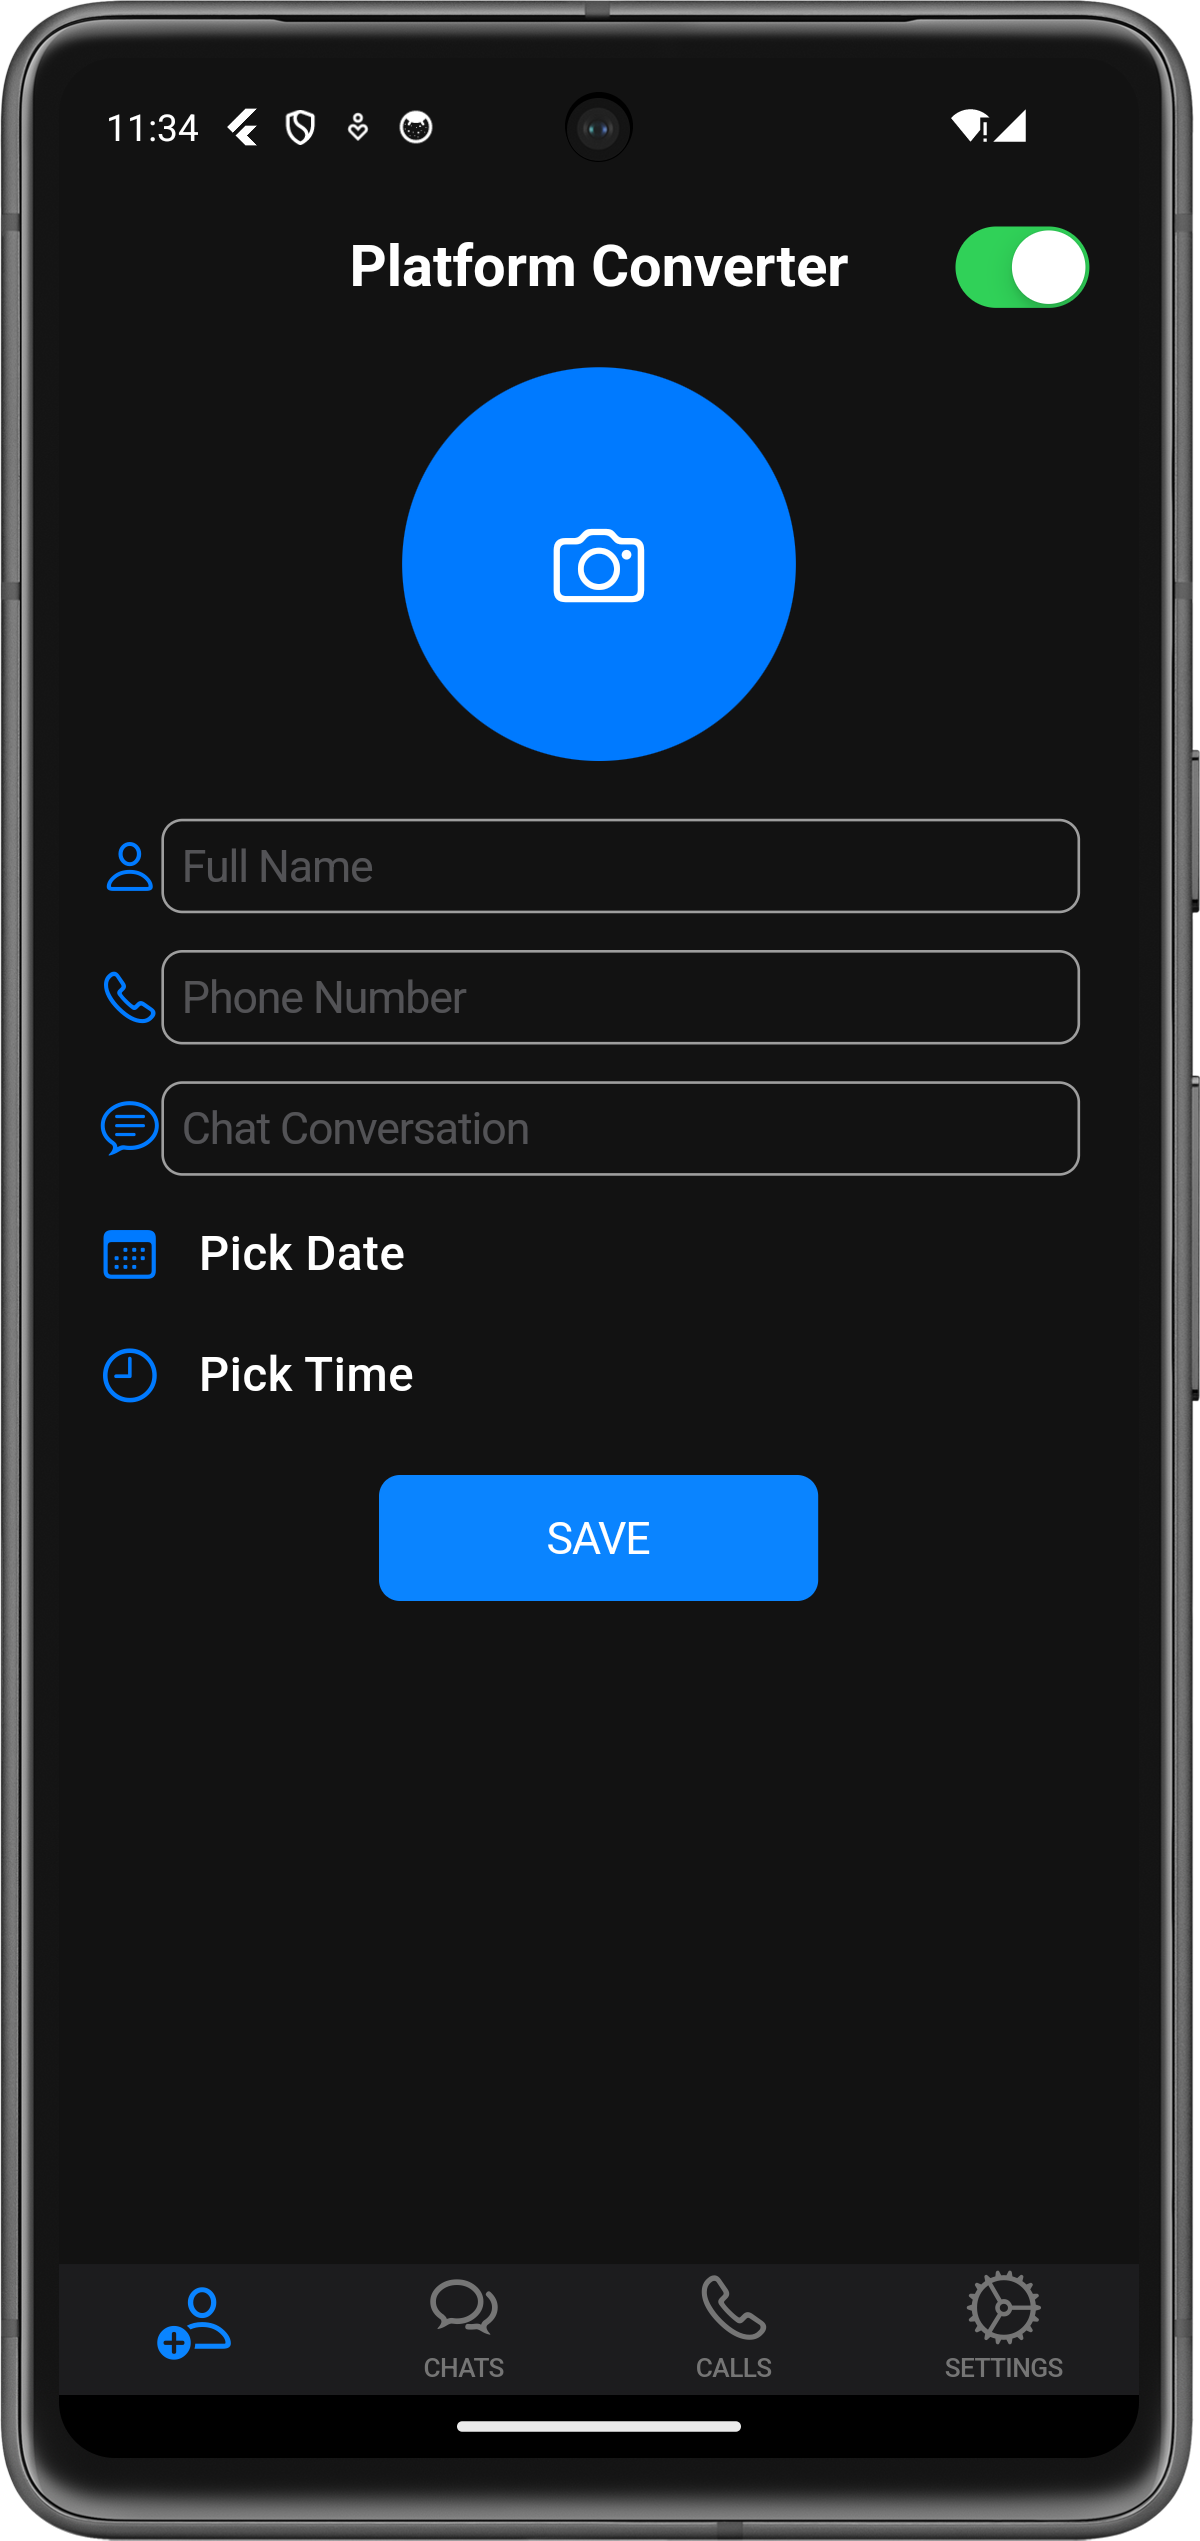 11:34
Platform Converter
Full Name
Phone Number
Chat Conversation
Pick Date
Pick Time
SAVE
CHATS
CALLS
SETTINGS